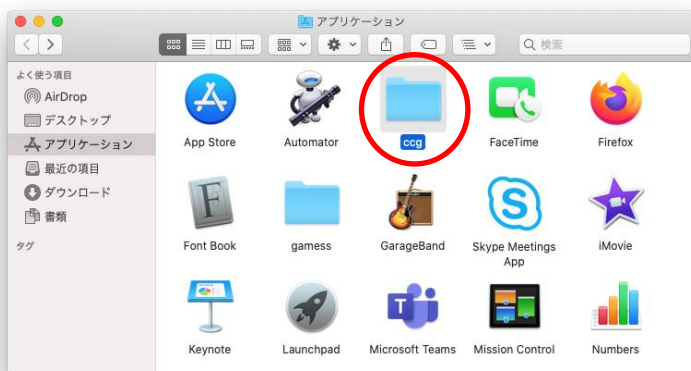 アプリケーション
検索
よく使う項目
AirDrop
デスクトップ
アプリケーション
最近の項目
ダウンロード
書類
タグ
App Store
Automator
ccg
FaceTime
Firefox
Font Book
gamess
GarageBand
Skype Meetings
App
iMovie
Keynote
Launchpad
Microsoft Teams
Mission Control
Numbers